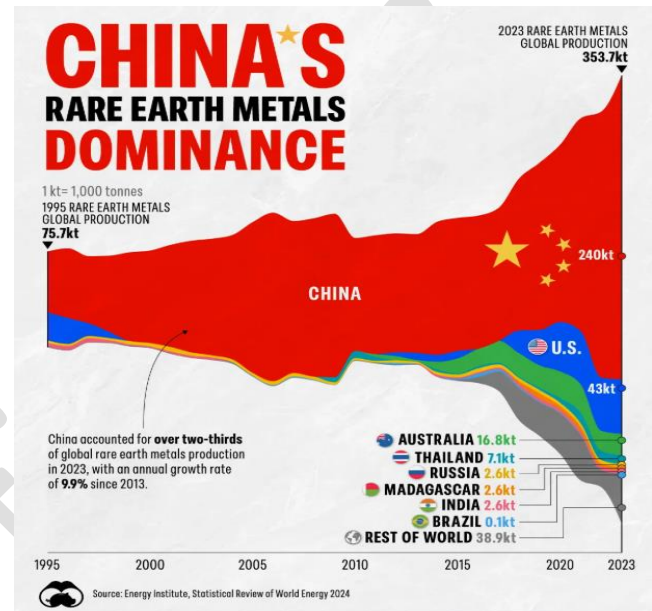 CHINA'S
RARE EARTH METALS
DOMINANCE
1 kt= 1,000 tonnes
1995 RARE EARTH METALS
GLOBAL PRODUCTION
75.7kt
2023 RARE EARTH METALS
GLOBAL PRODUCTION
353.7kt
240kt
CHINA
U.S.
43kt
China accounted for over two-thirds
of global rare earth metals production
in 2023, with an annual growth rate
of 9.9% since 2013.
AUSTRALIA 16.8kt
THAILAND 7.1kt
RUSSIA 2.6kt
MADAGASCAR 2.6kt
INDIA 2.6kt
BRAZIL 0.1kt
REST OF WORLD 38.9kt
1995 2000 2005 2010 2015 2020 2023
Source: Energy Institute, Statistical Review of World Energy 2024